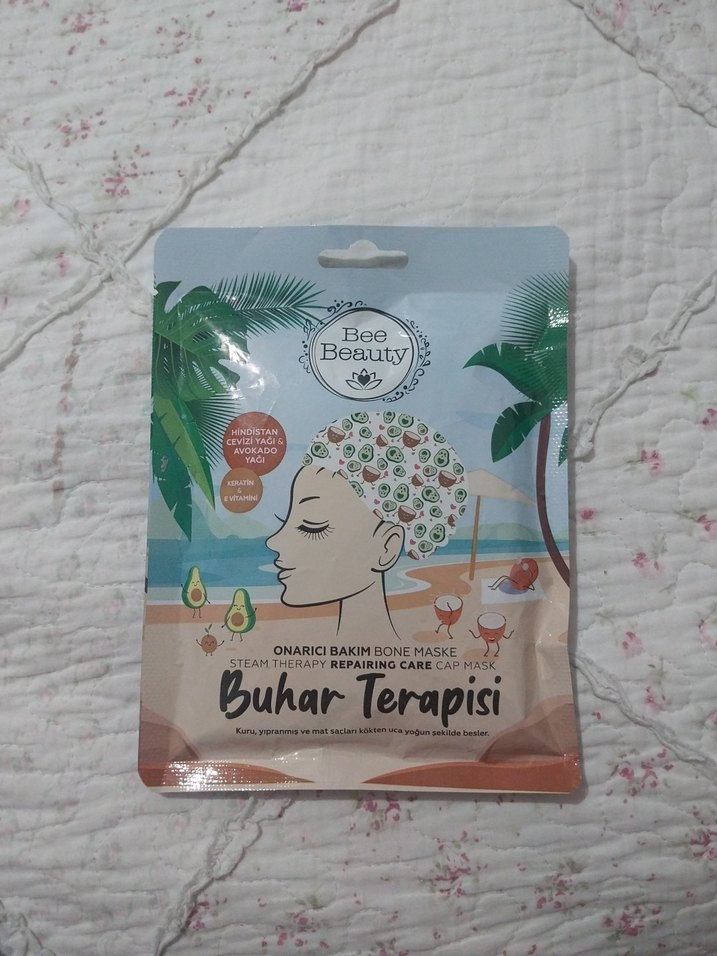 Bee
Beauty
HİNDİSTAN
CEVİZİ YAĞI &
AVOKADO
YAĞI
KERATİN
&
E VİTAMİNİ
ONARICI BAKIM BONE MASKE
STEAM THERAPY REPAIRING CARE CAP MASK
Buhar Terapisi
Kuru, yıpranmış ve mat saçları kökten uca yoğun şekilde besler.